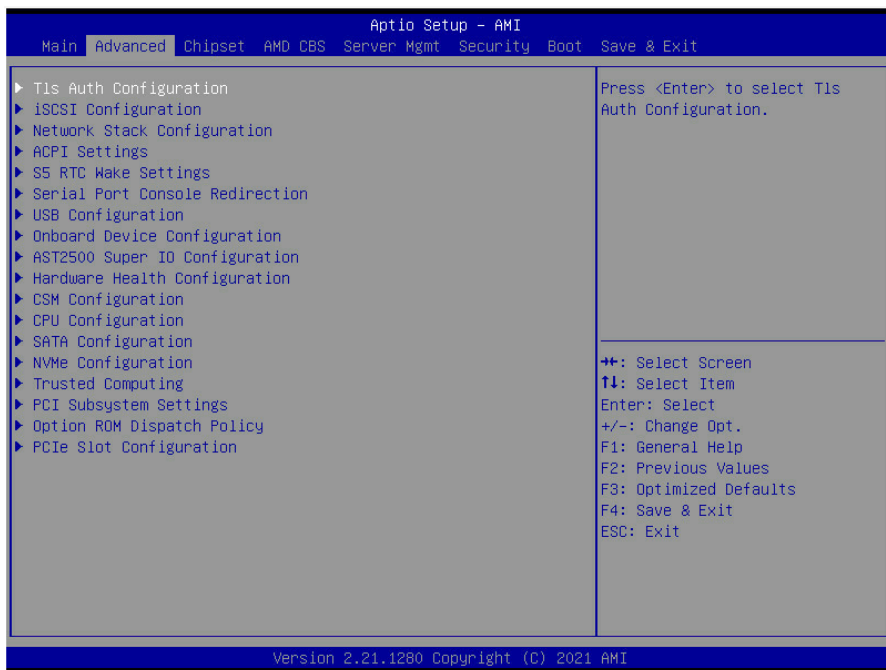 Aptio Setup - AMI
Main Advanced Chipset AMD CBS Server Mgmt Security Boot Save & Exit
▶ Tls Auth Configuration
▶ iSCSI Configuration
▶ Network Stack Configuration
▶ ACPI Settings
▶ S5 RTC Wake Settings
▶ Serial Port Console Redirection
▶ USB Configuration
▶ Onboard Device Configuration
▶ AST2500 Super IO Configuration
▶ Hardware Health Configuration
▶ CSM Configuration
▶ CPU Configuration
▶ SATA Configuration
▶ NVMe Configuration
▶ Trusted Computing
▶ PCI Subsystem Settings
▶ Option ROM Dispatch Policy
▶ PCIe Slot Configuration
Press <Enter> to select Tls
Auth Configuration.
→←: Select Screen
↑↓: Select Item
Enter: Select
+/-: Change Opt.
F1: General Help
F2: Previous Values
F3: Optimized Defaults
F4: Save & Exit
ESC: Exit
Version 2.21.1280 Copyright (C) 2021 AMI